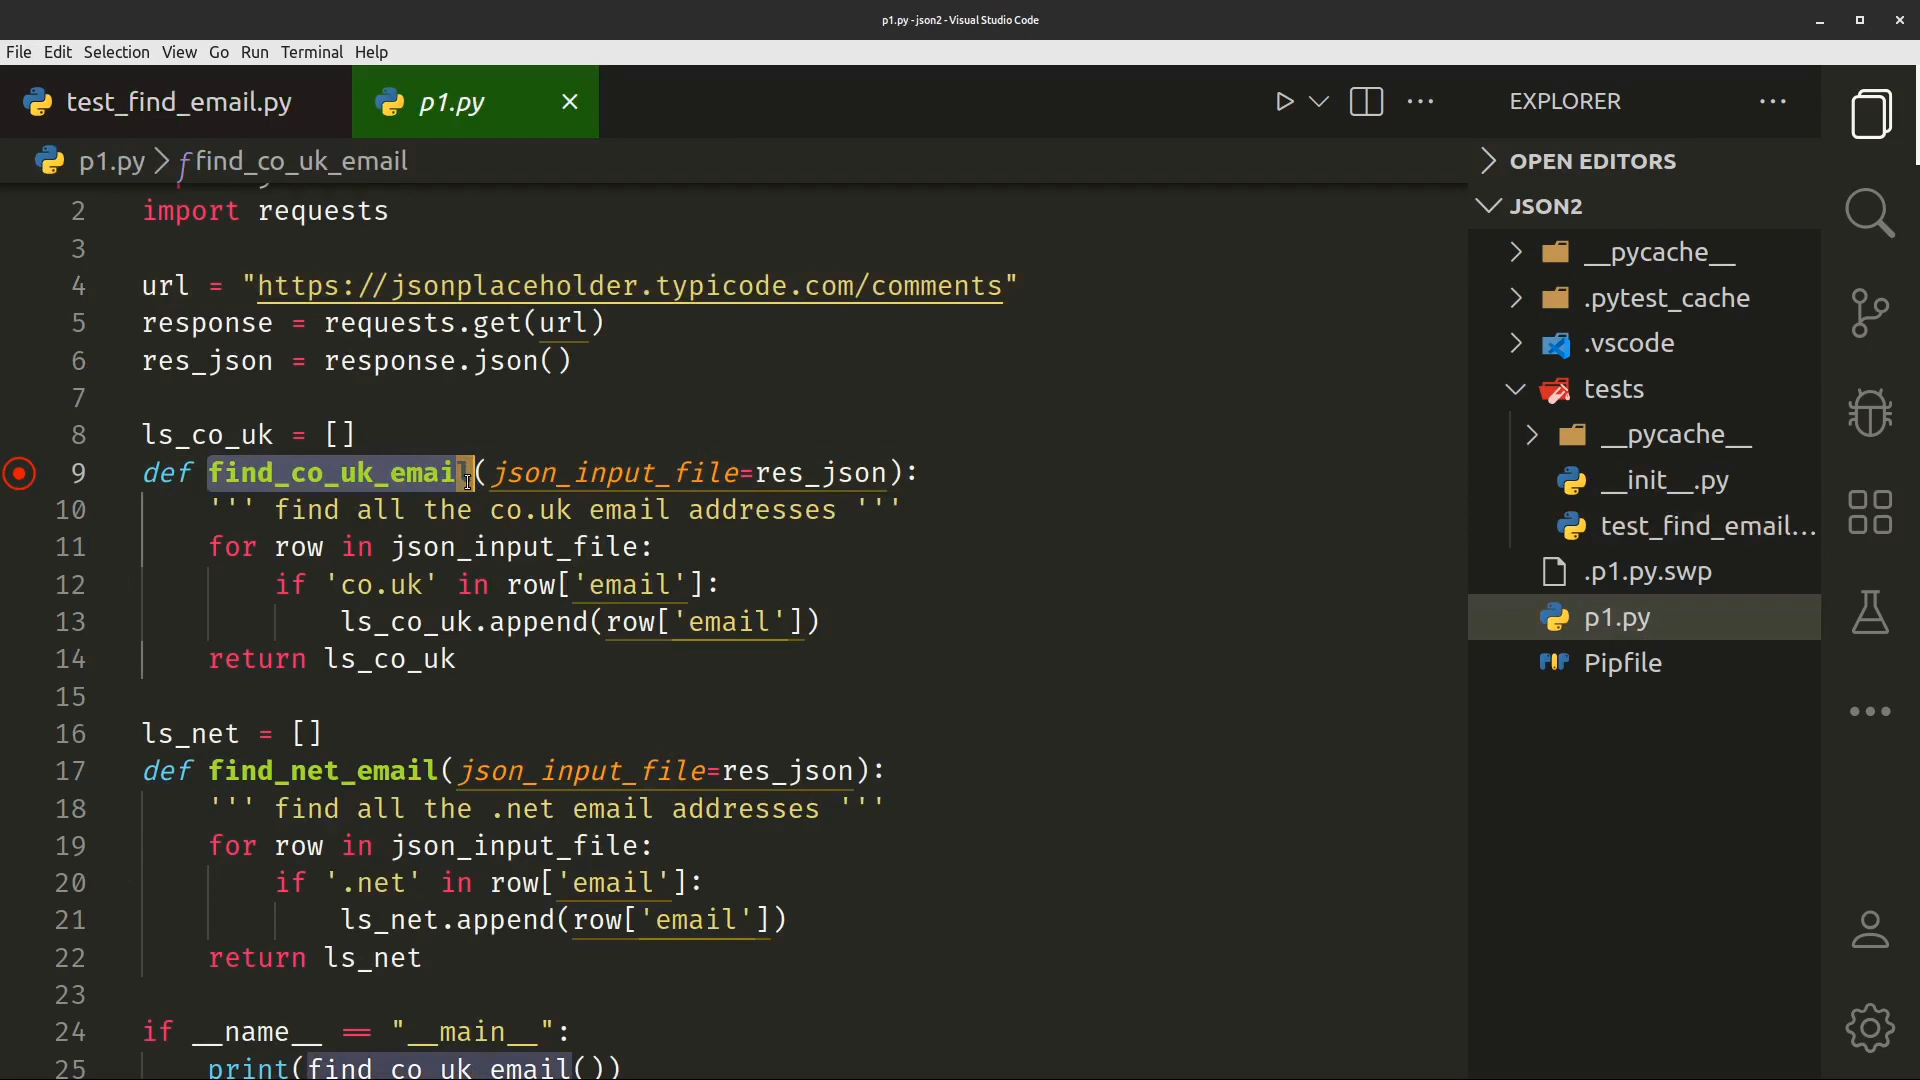 p1.py - json2 - Visual Studio Code
File Edit Selection View Go Run Terminal Help
test_find_email.py
p1.py
EXPLORER
p1.py > find_co_uk_email
OPEN EDITORS
JSON2
__pycache__
.pytest_cache
.vscode
tests
__pycache__
__init__.py
test_find_email...
.p1.py.swp
p1.py
Pipfile
2 import requests
3
4 url = "https://jsonplaceholder.typicode.com/comments"
5 response = requests.get(url)
6 res_json = response.json()
7
8 ls_co_uk = []
9 def find_co_uk_email(json_input_file=res_json):
10 ''' find all the co.uk email addresses '''
11 for row in json_input_file:
12 if 'co.uk' in row['email']:
13 ls_co_uk.append(row['email'])
14 return ls_co_uk
15
16 ls_net = []
17 def find_net_email(json_input_file=res_json):
18 ''' find all the .net email addresses '''
19 for row in json_input_file:
20 if '.net' in row['email']:
21 ls_net.append(row['email'])
22 return ls_net
23
24 if __name__ == "__main__":
25 print(find_co_uk_email())